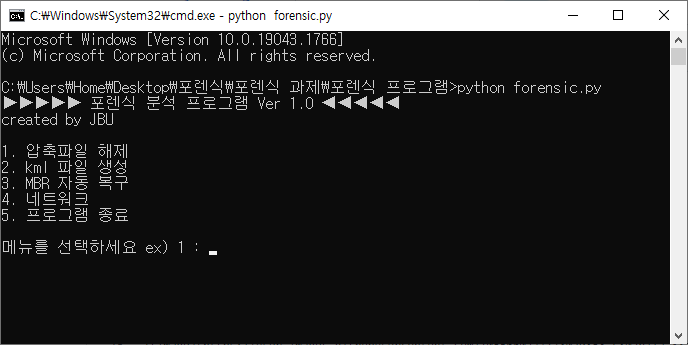 C:\Windows\System32\cmd.exe - python  forensic.py
Microsoft Windows [Version 10.0.19043.1766]
(c) Microsoft Corporation. All rights reserved.
C:₩Users₩Home₩Desktop₩포렌식₩포렌식 과제₩포렌식 프로그램>python forensic.py
▶▶▶▶▶ 포렌식 분석 프로그램 Ver 1.0 ◀◀◀◀◀
created by JBU
1. 압축파일 해제
2. kml 파일 생성
3. MBR 자동 복구
4. 네트워크
5. 프로그램 종료
메뉴를 선택하세요 ex) 1 :